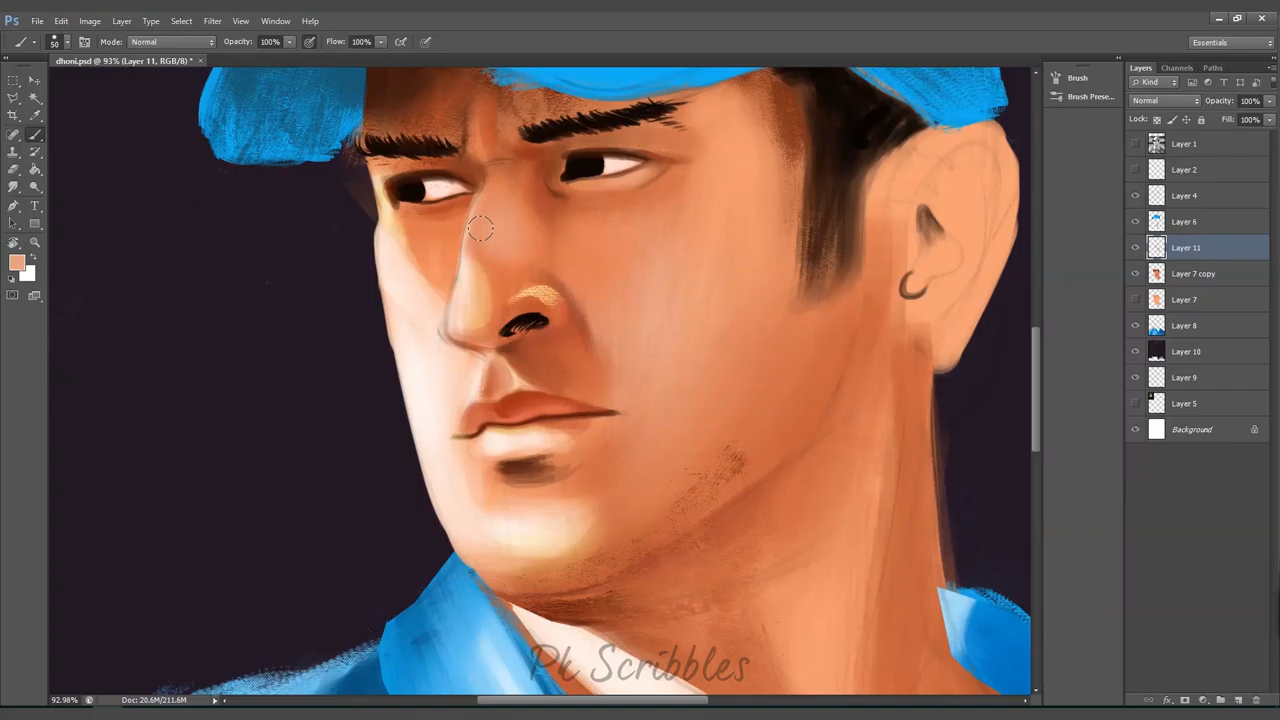 Ps File Edit Image Layer Type Select Filter View Window Help
50 Mode: Normal Opacity: 100% Flow: 100% Essentials
dhoni.psd @ 93% (Layer 11, RGB/8) * ×
Brush
Brush Prese...
Layers Channels Paths
Kind
Normal Opacity: 100%
Lock: Fill: 100%
Layer 1
Layer 2
Layer 4
Layer 6
Layer 11
Layer 7 copy
Layer 7
Layer 8
Layer 10
Layer 9
Layer 5
Background
Pk Scribbles
92.98% Doc: 20.6M/211.6M